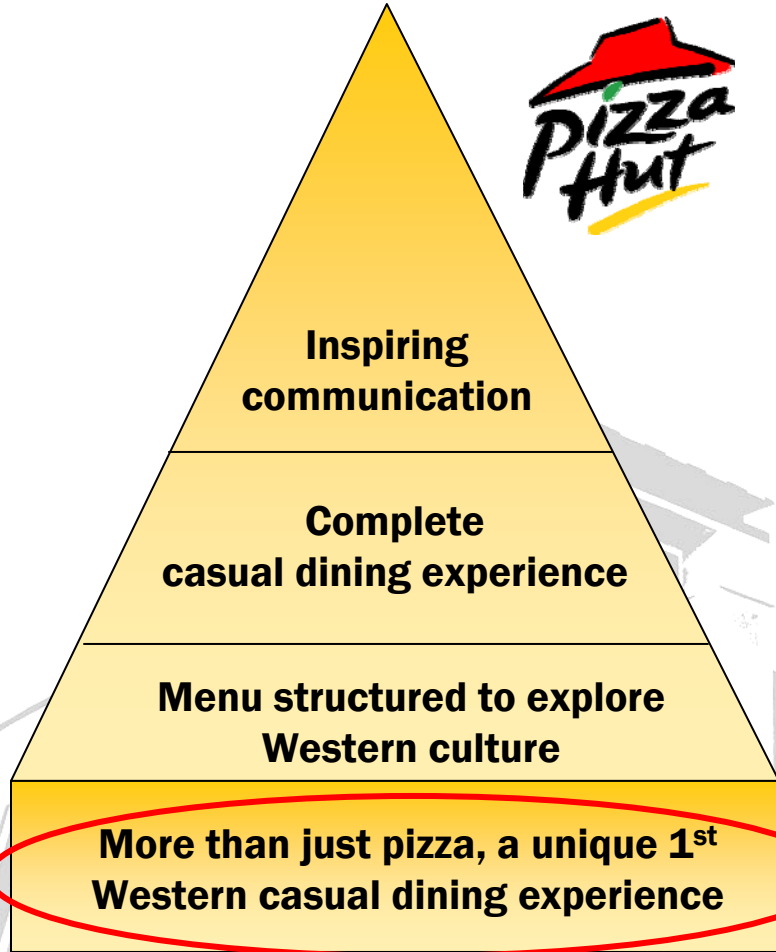 Pizza
Hut
Inspiring
communication
Complete
casual dining experience
Menu structured to explore
Western culture
More than just pizza, a unique 1st
Western casual dining experience